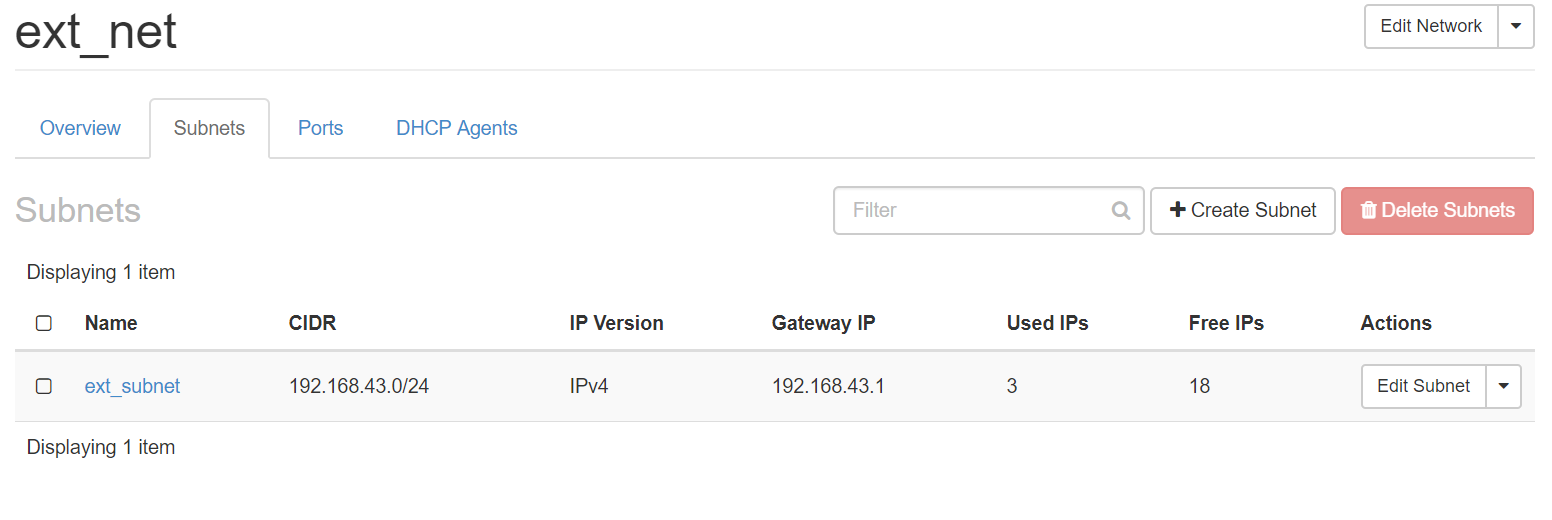 ext_net
Edit Network
Overview Subnets Ports DHCP Agents
Subnets
Filter
Create Subnet
Delete Subnets
Displaying 1 item
Name CIDR IP Version Gateway IP Used IPs Free IPs Actions
ext_subnet 192.168.43.0/24 IPv4 192.168.43.1 3 18 Edit Subnet
Displaying 1 item